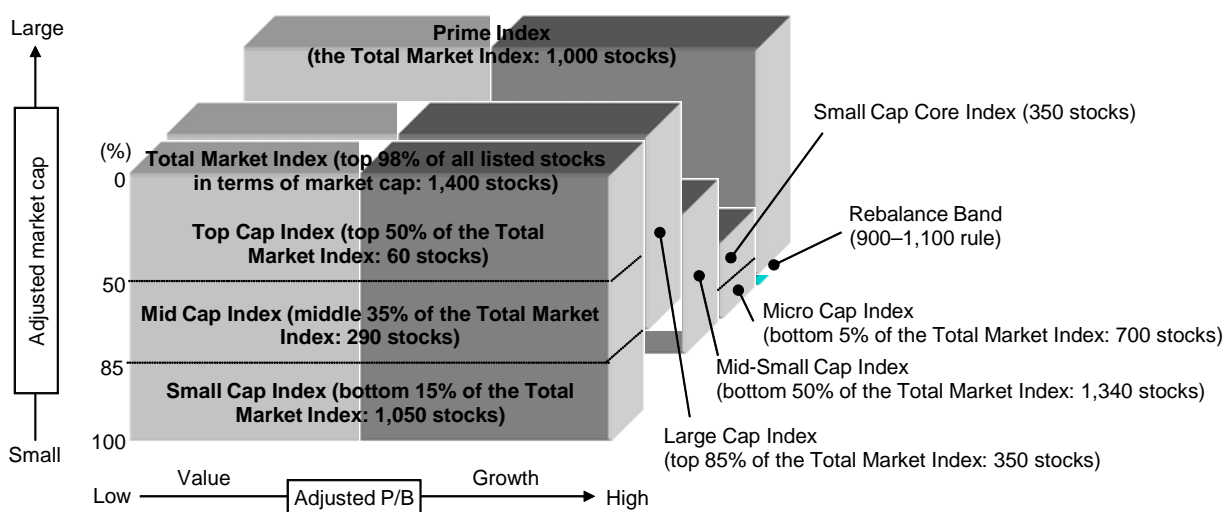 Large
Adjusted market cap
Small
(%)
0
50
85
100
Prime Index
(the Total Market Index: 1,000 stocks)
Total Market Index (top 98% of all listed stocks
in terms of market cap: 1,400 stocks)
Top Cap Index (top 50% of the Total
Market Index: 60 stocks)
Mid Cap Index (middle 35% of the Total Market
Index: 290 stocks)
Small Cap Index (bottom 15% of the Total
Market Index: 1,050 stocks)
Small Cap Core Index (350 stocks)
Rebalance Band
(900–1,100 rule)
Micro Cap Index
(bottom 5% of the Total Market Index: 700 stocks)
Mid-Small Cap Index
(bottom 50% of the Total Market Index: 1,340 stocks)
Large Cap Index
(top 85% of the Total Market Index: 350 stocks)
Low
Value
Adjusted P/B
Growth
High